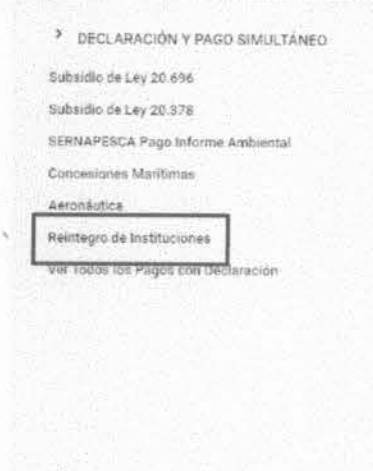 > DECLARACIÓN Y PAGO SIMULTÁNEO
Subsidio de Ley 20.696
Subsidio de Ley 20.378
SERNAPESCA Pago Informe Ambiental
Concesiones Marítimas
Aeronáutica
Reintegro de Instituciones
Ver Todos los Pagos con Declaración